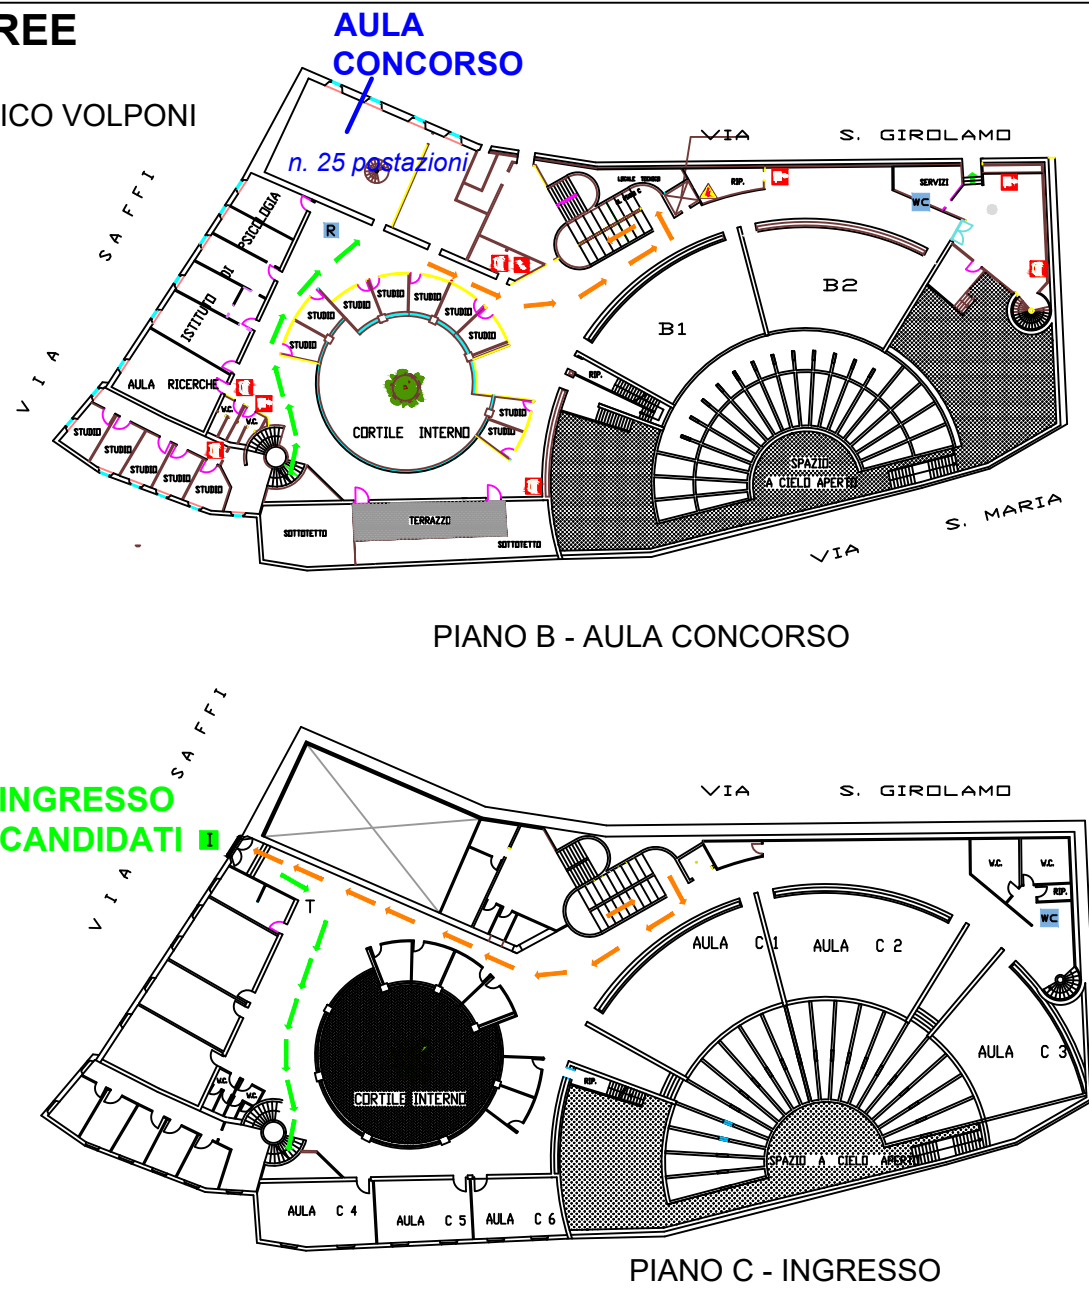 REE
AULA
CONCORSO
ICO VOLPONI
n. 25 postazioni
VIA S. GIROLAMO
VIA SAFFI
R
PSICOLOGIA
DI
ISTITUTO
LOCALE TECNICO
RIP.
SERVIZI
WC
STUDIO
STUDIO
STUDIO
STUDIO
STUDIO
STUDIO
STUDIO
B1
B2
RIP.
AULA RICERCHE
W.C.
W.C.
STUDIO
STUDIO
STUDIO
STUDIO
STUDIO
CORTILE INTERNO
STUDIO
STUDIO
SPAZIO
A CIELO APERTO
TERRAZZO
SOTTOTETTO
SOTTOTETTO
VIA S. MARIA
PIANO B - AULA CONCORSO
VIA SAFFI
INGRESSO
CANDIDATI I
VIA S. GIROLAMO
T
W.C.
W.C.
RIP.
WC
AULA C 1
AULA C 2
AULA C 3
W.C.
W.C.
CORTILE INTERNO
RIP.
SPAZIO A CIELO APERTO
AULA C 4
AULA C 5
AULA C 6
PIANO C - INGRESSO